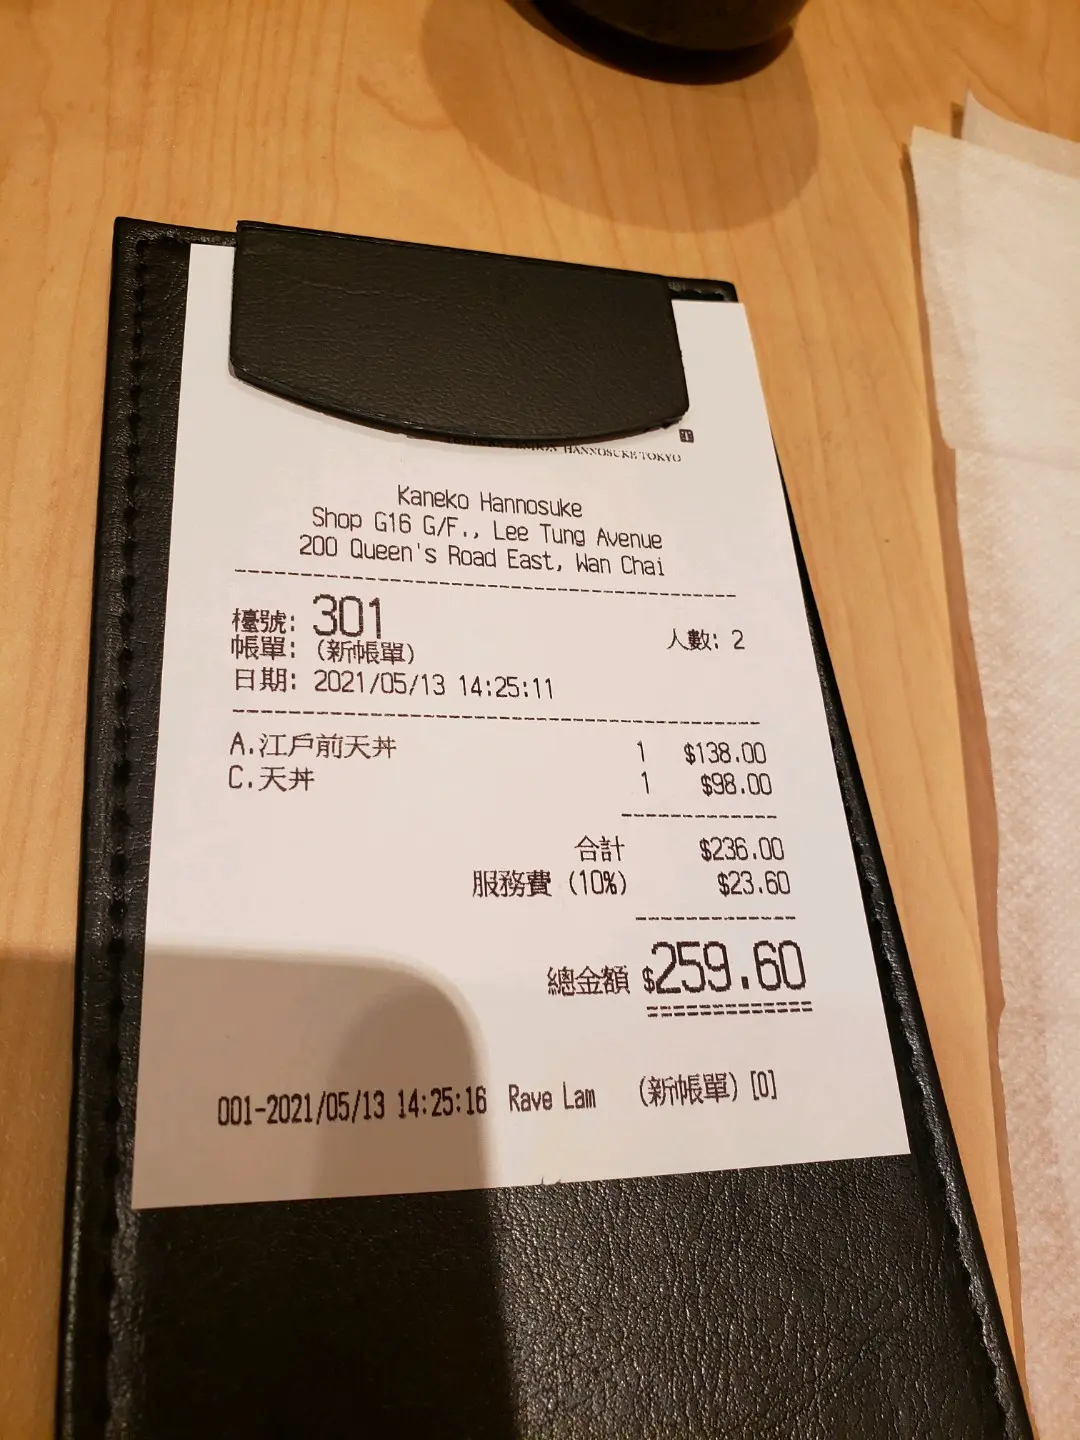 HANNOSUKE TOKYO
Kaneko Hannosuke
Shop G16 G/F., Lee Tung Avenue
200 Queen's Road East, Wan Chai
檯號: 301 人數: 2
帳單: (新帳單)
日期: 2021/05/13 14:25:11
A.江戶前天丼 1 $138.00
C.天丼 1 $98.00
合計 $236.00
服務費 (10%) $23.60
總金額 $259.60
001-2021/05/13 14:25:16 Rave Lam (新帳單) [0]